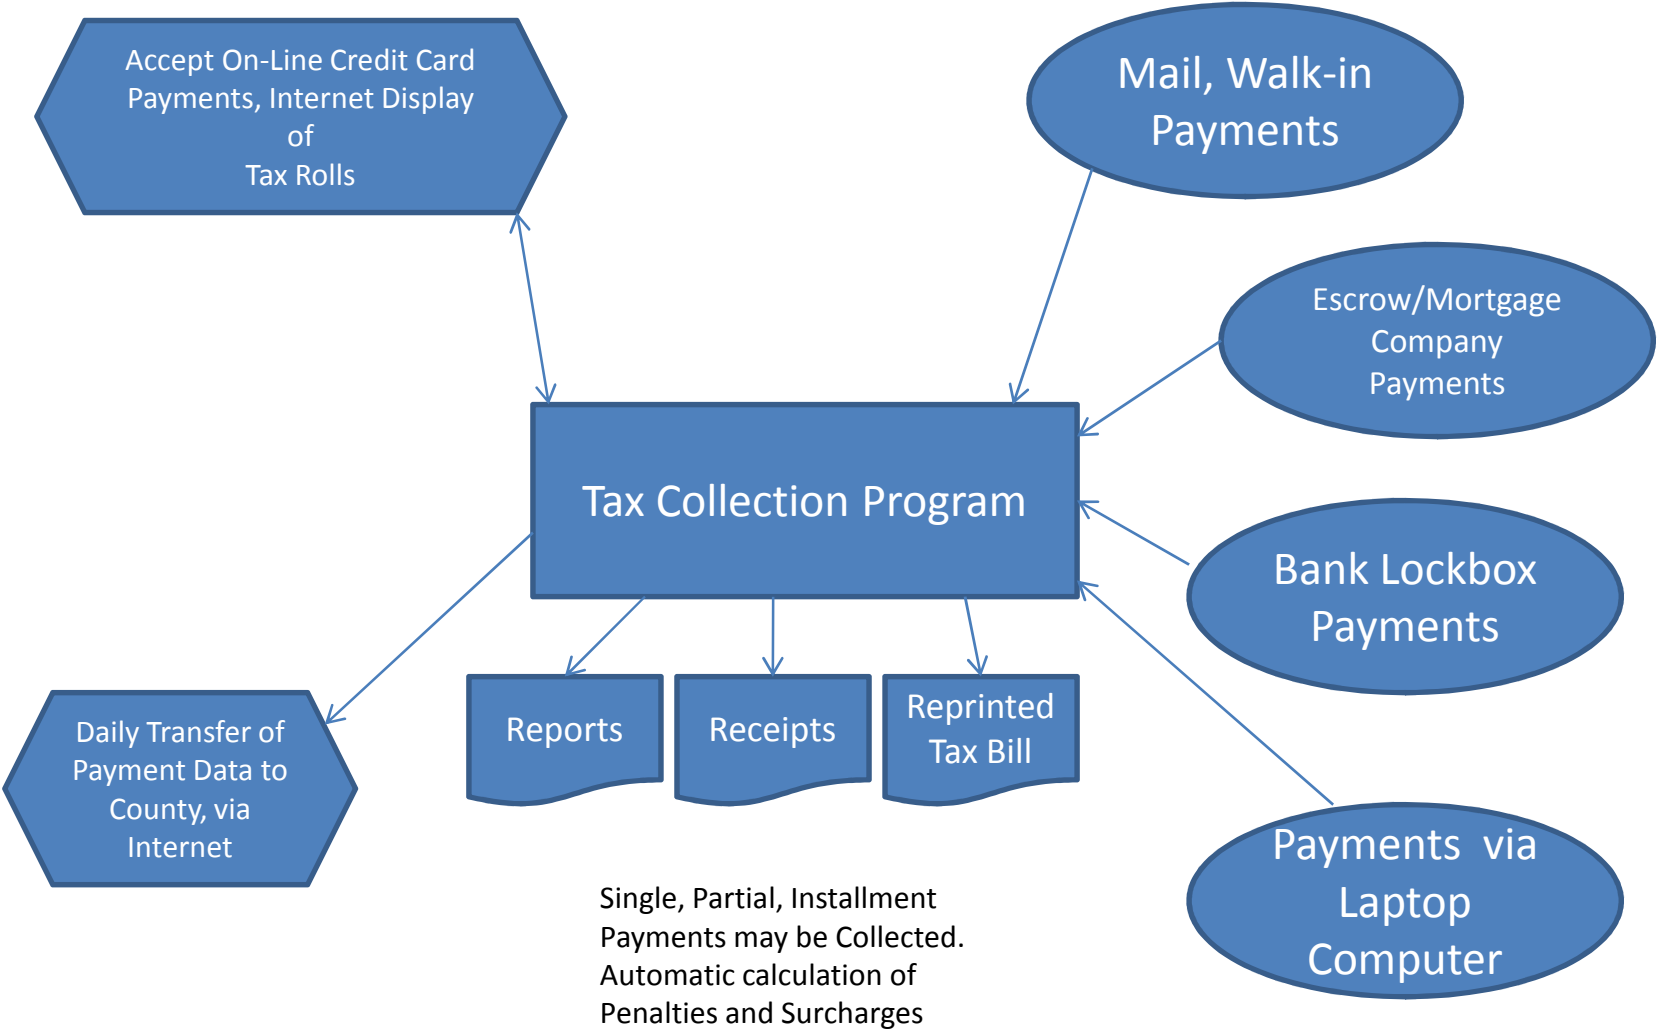 Accept On-Line Credit Card
Payments, Internet Display
of
Tax Rolls
Mail, Walk-in
Payments
Escrow/Mortgage
Company
Payments
Tax Collection Program
Bank Lockbox
Payments
Daily Transfer of
Payment Data to
County, via
Internet
Reports
Receipts
Reprinted
Tax Bill
Payments via
Laptop
Computer
Single, Partial, Installment
Payments may be Collected.
Automatic calculation of
Penalties and Surcharges